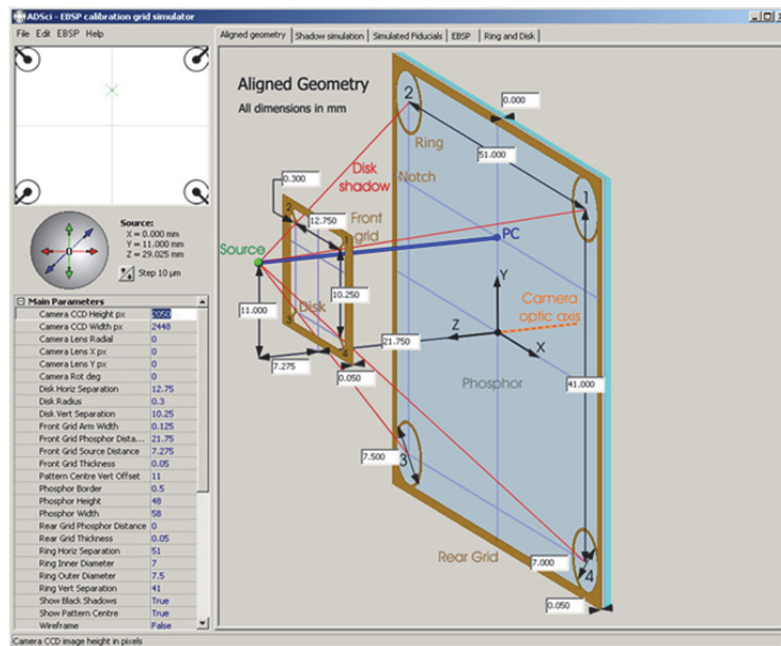 ADSci - EBSP calibration grid simulator
File Edit EBSP Help
Aligned geometry Shadow simulation Simulated Fiducials EBSP Ring and Disk
Aligned Geometry
All dimensions in mm
0.000
2
Ring
51.000
Disk
shadow
Notch
1
0.300
2
12.750
Front
grid
1
Source
PC
Source:
X = 0.000 mm
Y = 11.000 mm
Z = 29.025 mm
Step 10 µm
10.250
11.000
Disk
3
4
Y
Z
X
Camera
optic axis
21.750
7.275
0.050
Phosphor
41.000
7.500
3
Rear Grid
7.000
4
0.050
Main Parameters
Camera CCD Height px 2050
Camera CCD Width px 2448
Camera Lens Radial 0
Camera Lens X px 0
Camera Lens Y px 0
Camera Rot deg 0
Disk Horiz Separation 12.75
Disk Radius 0.3
Disk Vert Separation 10.25
Front Grid Arm Width 0.125
Front Grid Phosphor Dista... 21.75
Front Grid Source Distance 7.275
Front Grid Thickness 0.05
Pattern Centre Vert Offset 11
Phosphor Border 0.5
Phosphor Height 48
Phosphor Width 58
Rear Grid Phosphor Distance 0
Rear Grid Thickness 0.05
Ring Horiz Separation 51
Ring Inner Diameter 7
Ring Outer Diameter 7.5
Ring Vert Separation 41
Show Black Shadows True
Show Pattern Centre True
Wireframe False
Camera CCD image height in pixels